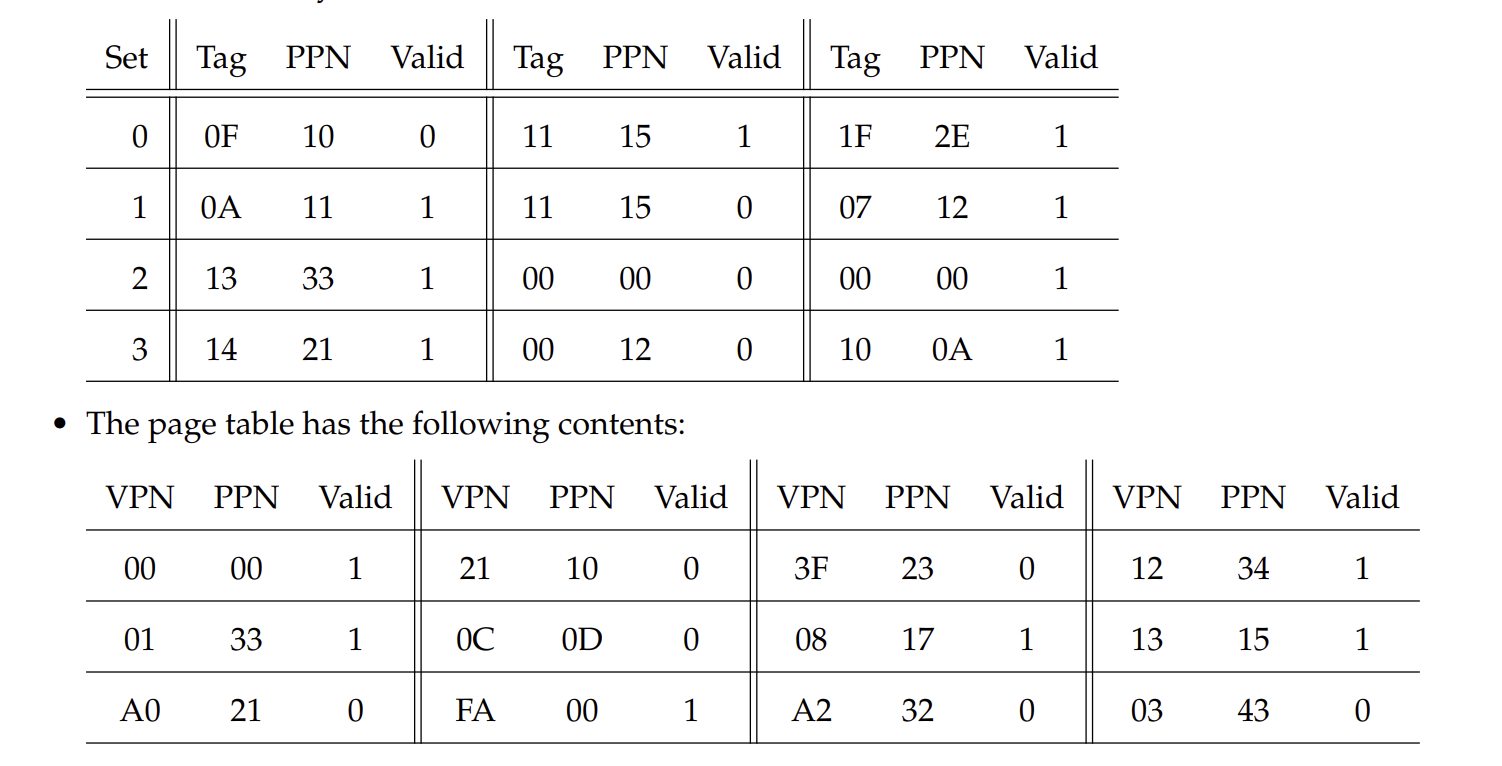 Set Tag PPN Valid Tag PPN Valid Tag PPN Valid
0 0F 10 0 11 15 1 1F 2E 1
1 0A 11 1 11 15 0 07 12 1
2 13 33 1 00 00 0 00 00 1
3 14 21 1 00 12 0 10 0A 1
• The page table has the following contents:
VPN PPN Valid VPN PPN Valid VPN PPN Valid VPN PPN Valid
00 00 1 21 10 0 3F 23 0 12 34 1
01 33 1 0C 0D 0 08 17 1 13 15 1
A0 21 0 FA 00 1 A2 32 0 03 43 0